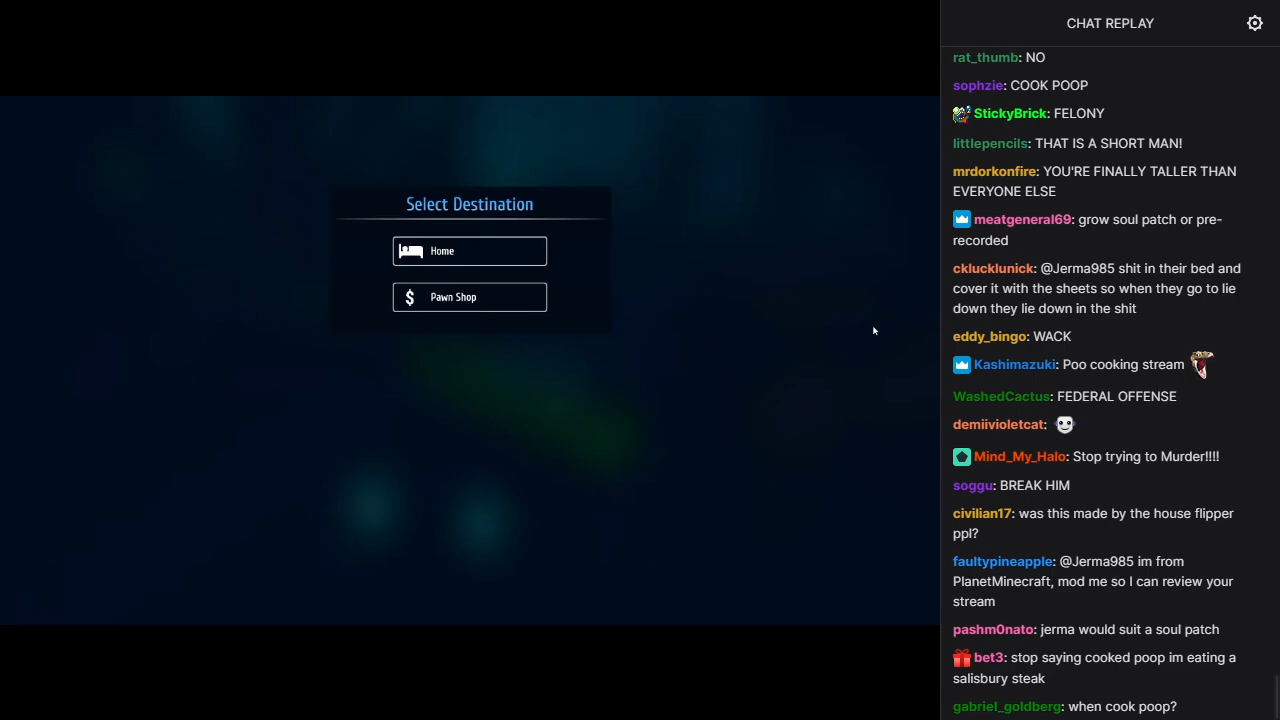 Select Destination
Home
Pawn Shop
CHAT REPLAY
rat_thumb: NO
sophzie: COOK POOP
StickyBrick: FELONY
littlepencils: THAT IS A SHORT MAN!
mrdorkonfire: YOU'RE FINALLY TALLER THAN
EVERYONE ELSE
meatgeneral69: grow soul patch or pre-
recorded
cklucklunick: @Jerma985 shit in their bed and
cover it with the sheets so when they go to lie
down they lie down in the shit
eddy_bingo: WACK
Kashimazuki: Poo cooking stream
WashedCactus: FEDERAL OFFENSE
demiivioletcat:
Mind_My_Halo: Stop trying to Murder!!!!
soggu: BREAK HIM
civilian17: was this made by the house flipper
ppl?
faultypineapple: @Jerma985 im from
PlanetMinecraft, mod me so I can review your
stream
pashm0nato: jerma would suit a soul patch
bet3: stop saying cooked poop im eating a
salisbury steak
gabriel_goldberg: when cook poop?